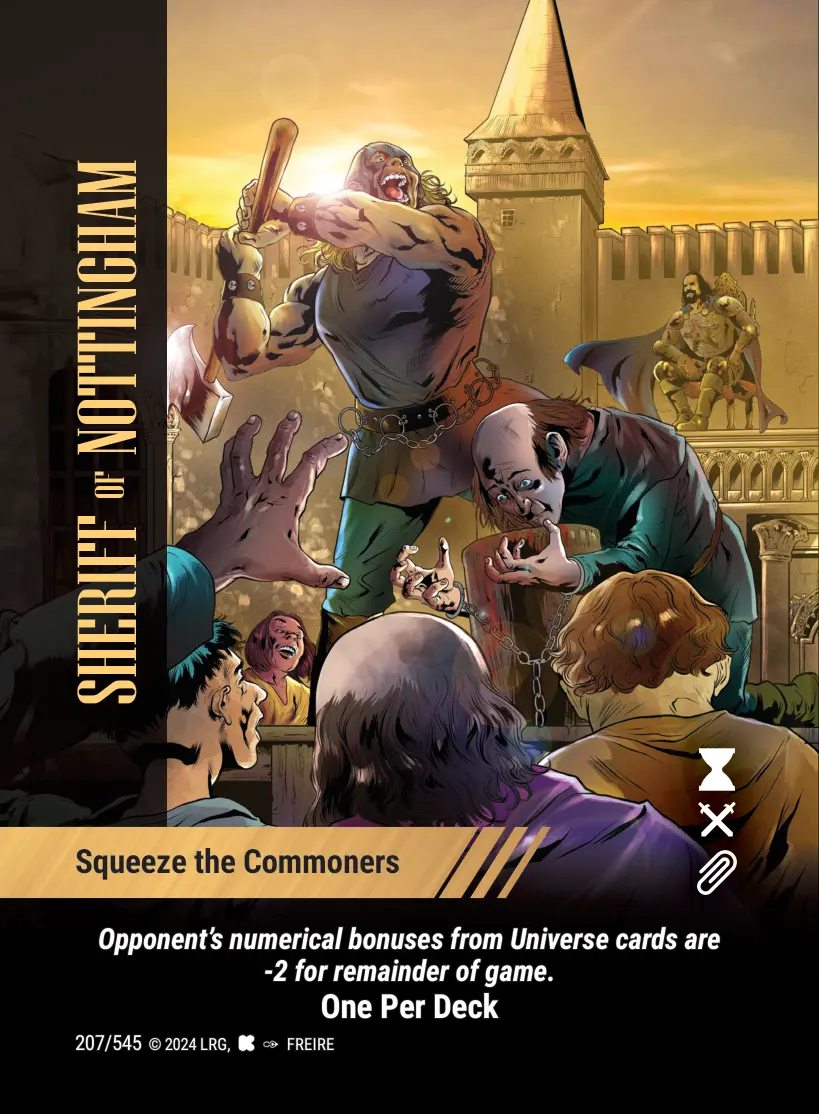 SHERIFF OF NOTTINGHAM
Squeeze the Commoners
Opponent’s numerical bonuses from Universe cards are
-2 for remainder of game.
One Per Deck
207/545 © 2024 LRG, FREIRE